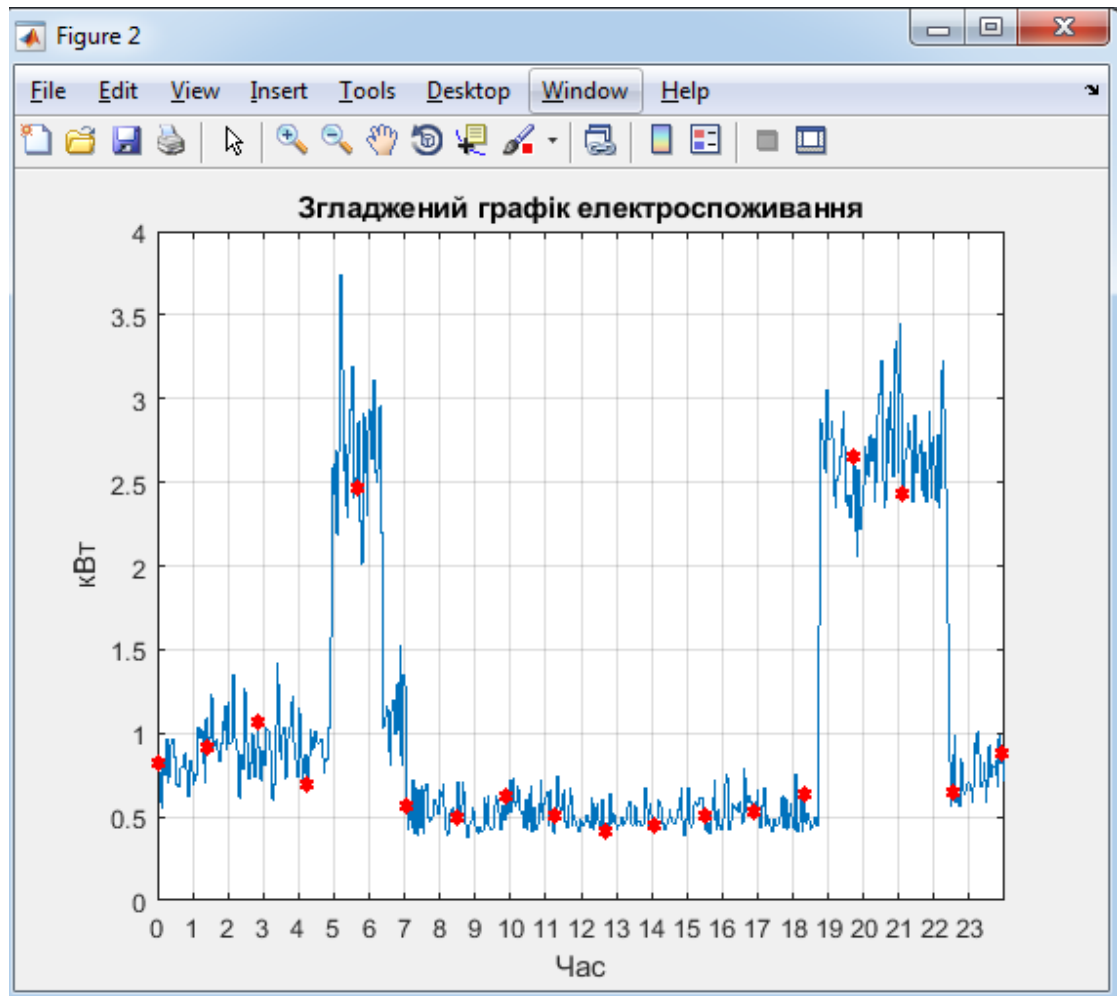 Figure 2
File Edit View Insert Tools Desktop Window Help
Згладжений графік електроспоживання
4
3.5
3
2.5
2
1.5
1
0.5
0
кВт
0 1 2 3 4 5 6 7 8 9 10 11 12 13 14 15 16 17 18 19 20 21 22 23
Час